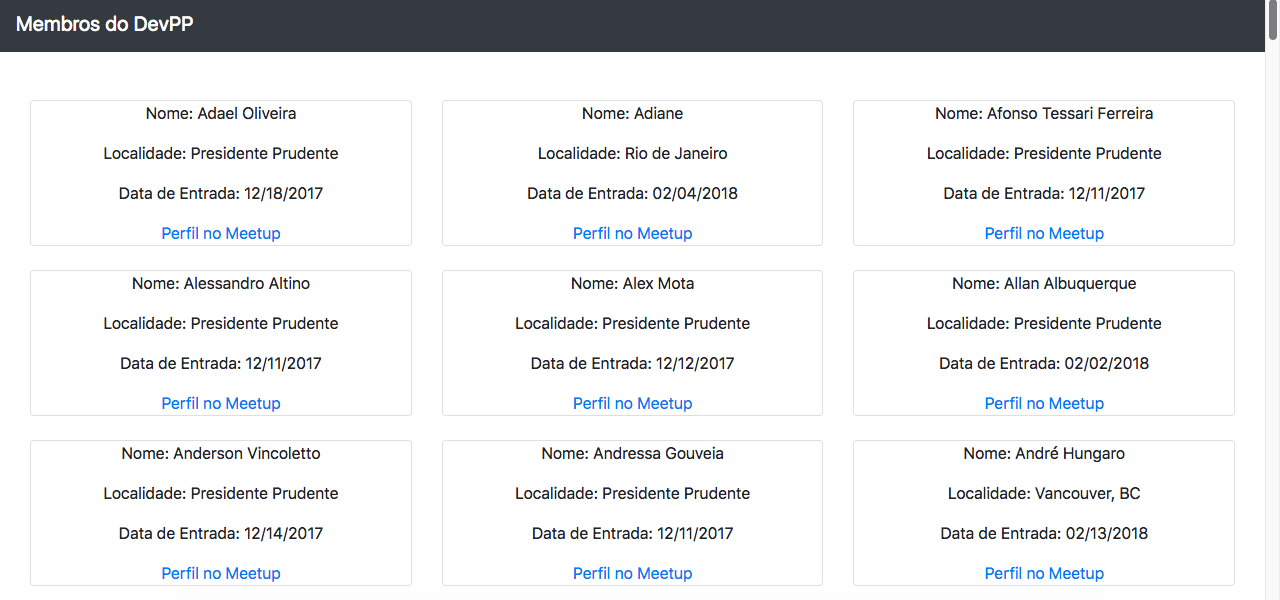 Membros do DevPP
Nome: Adael Oliveira
Localidade: Presidente Prudente
Data de Entrada: 12/18/2017
Perfil no Meetup
Nome: Adiane
Localidade: Rio de Janeiro
Data de Entrada: 02/04/2018
Perfil no Meetup
Nome: Afonso Tessari Ferreira
Localidade: Presidente Prudente
Data de Entrada: 12/11/2017
Perfil no Meetup
Nome: Alessandro Altino
Localidade: Presidente Prudente
Data de Entrada: 12/11/2017
Perfil no Meetup
Nome: Alex Mota
Localidade: Presidente Prudente
Data de Entrada: 12/12/2017
Perfil no Meetup
Nome: Allan Albuquerque
Localidade: Presidente Prudente
Data de Entrada: 02/02/2018
Perfil no Meetup
Nome: Anderson Vincoletto
Localidade: Presidente Prudente
Data de Entrada: 12/14/2017
Perfil no Meetup
Nome: Andressa Gouveia
Localidade: Presidente Prudente
Data de Entrada: 12/11/2017
Perfil no Meetup
Nome: André Hungaro
Localidade: Vancouver, BC
Data de Entrada: 02/13/2018
Perfil no Meetup